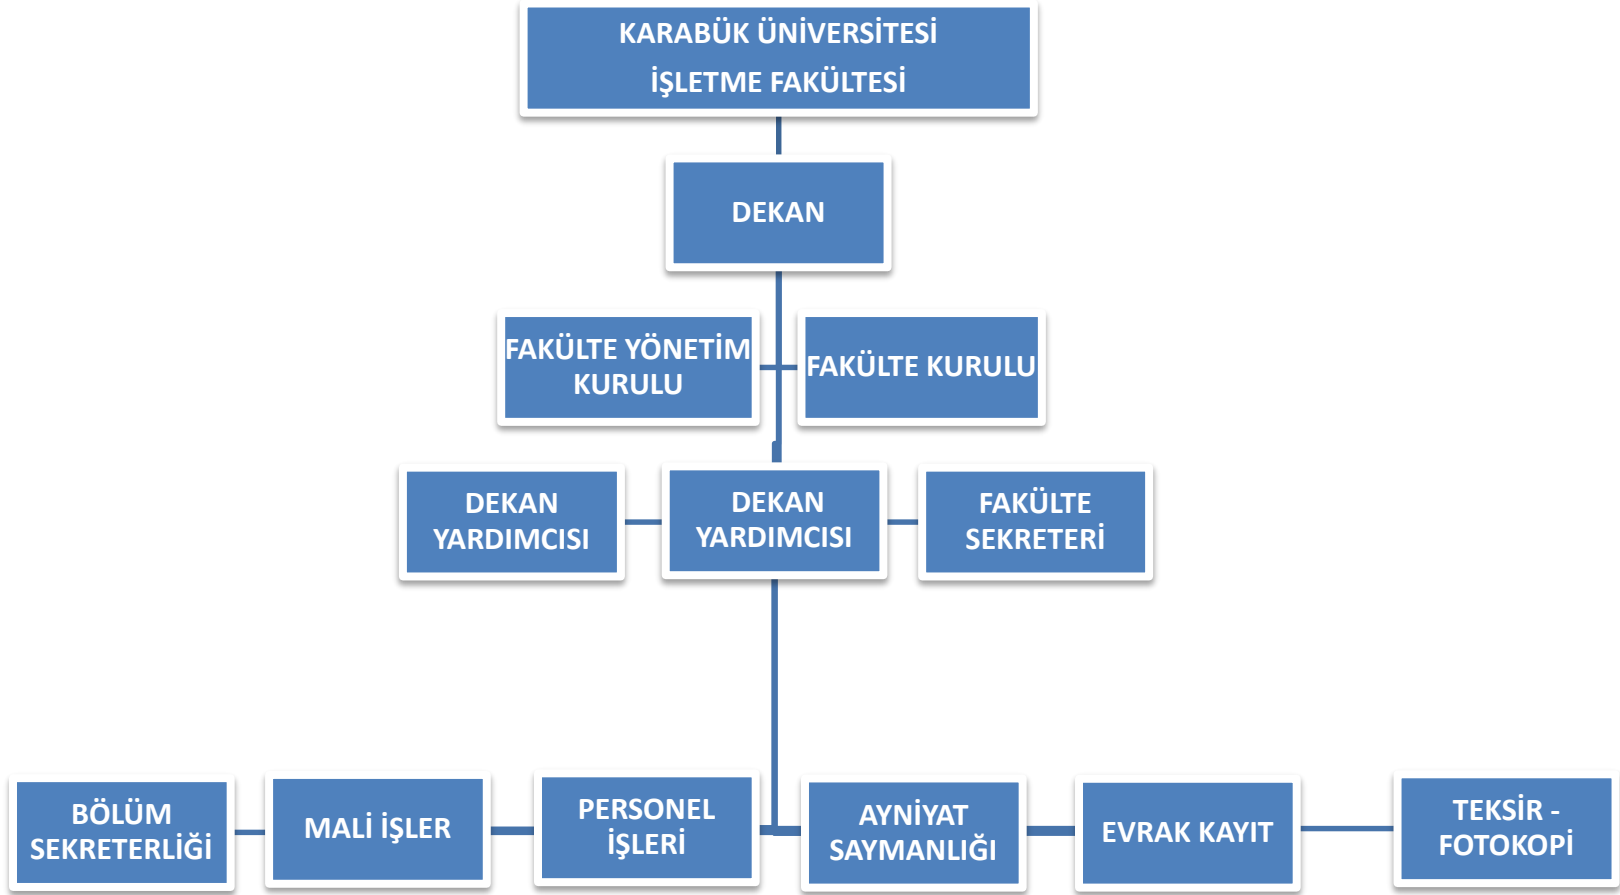 KARABÜK ÜNİVERSİTESİ
İŞLETME FAKÜLTESİ
DEKAN
FAKÜLTE YÖNETİM
KURULU
FAKÜLTE KURULU
DEKAN
YARDIMCISI
DEKAN
YARDIMCISI
FAKÜLTE
SEKRETERİ
BÖLÜM
SEKRETERLİĞİ
MALİ İŞLER
PERSONEL
İŞLERİ
AYNİYAT
SAYMANLIĞI
EVRAK KAYIT
TEKSİR -
FOTOKOPİ